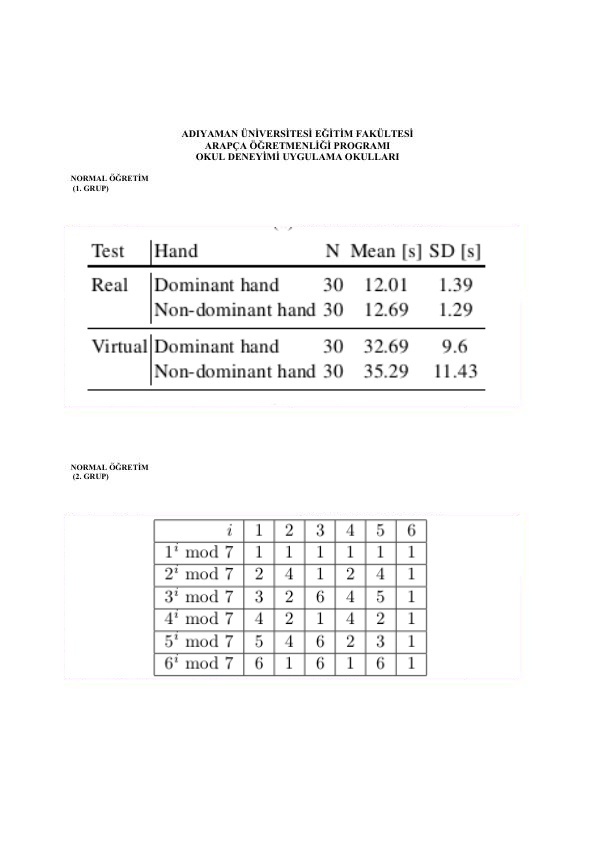 ADIYAMAN ÜNİVERSİTESİ EĞİTİM FAKÜLTESİ
ARAPÇA ÖĞRETMENLİĞİ PROGRAMI
OKUL DENEYİMİ UYGULAMA OKULLARI
NORMAL ÖĞRETİM
(1. GRUP)
Test Hand N Mean [s] SD [s]
Real Dominant hand 30 12.01 1.39
Non-dominant hand 30 12.69 1.29
Virtual Dominant hand 30 32.69 9.6
Non-dominant hand 30 35.29 11.43
NORMAL ÖĞRETİM
(2. GRUP)
i 1 2 3 4 5 6
1^i mod 7 1 1 1 1 1 1
2^i mod 7 2 4 1 2 4 1
3^i mod 7 3 2 6 4 5 1
4^i mod 7 4 2 1 4 2 1
5^i mod 7 5 4 6 2 3 1
6^i mod 7 6 1 6 1 6 1